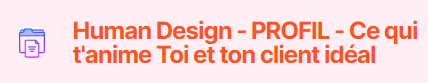 Human Design - PROFIL - Ce qui
t'anime Toi et ton client idéal